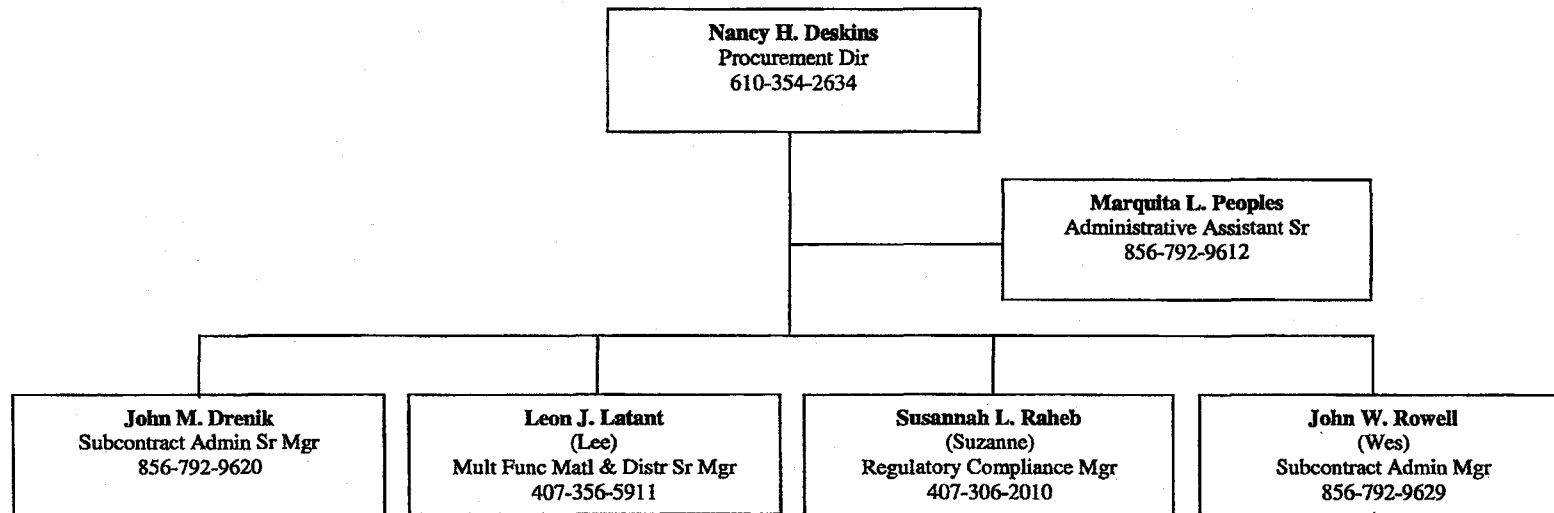 Nancy H. Deskins
Procurement Dir
610-354-2634
Marquita L. Peoples
Administrative Assistant Sr
856-792-9612
John M. Drenik
Subcontract Admin Sr Mgr
856-792-9620
Leon J. Latant
(Lee)
Mult Func Matl & Distr Sr Mgr
407-356-5911
Susannah L. Raheb
(Suzanne)
Regulatory Compliance Mgr
407-306-2010
John W. Rowell
(Wes)
Subcontract Admin Mgr
856-792-9629